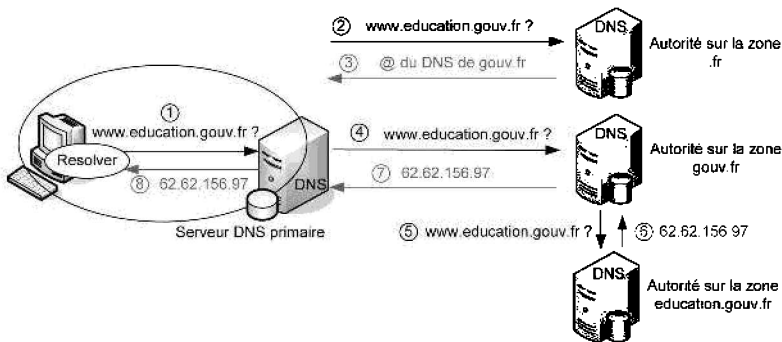 ② www.education.gouv.fr ?
③ @ du DNS de gouv.fr
DNS
Autorité sur la zone
.fr
①
www.education.gouv.fr ?
Resolver
⑧ 62.62.156.97
DNS
Serveur DNS primaire
④ www.education.gouv.fr ?
⑦ 62.62.156.97
DNS
Autorité sur la zone
gouv.fr
⑤ www.education.gouv.fr ?
⑥ 62.62.156 97
DNS
Autorité sur la zone
education.gouv.fr